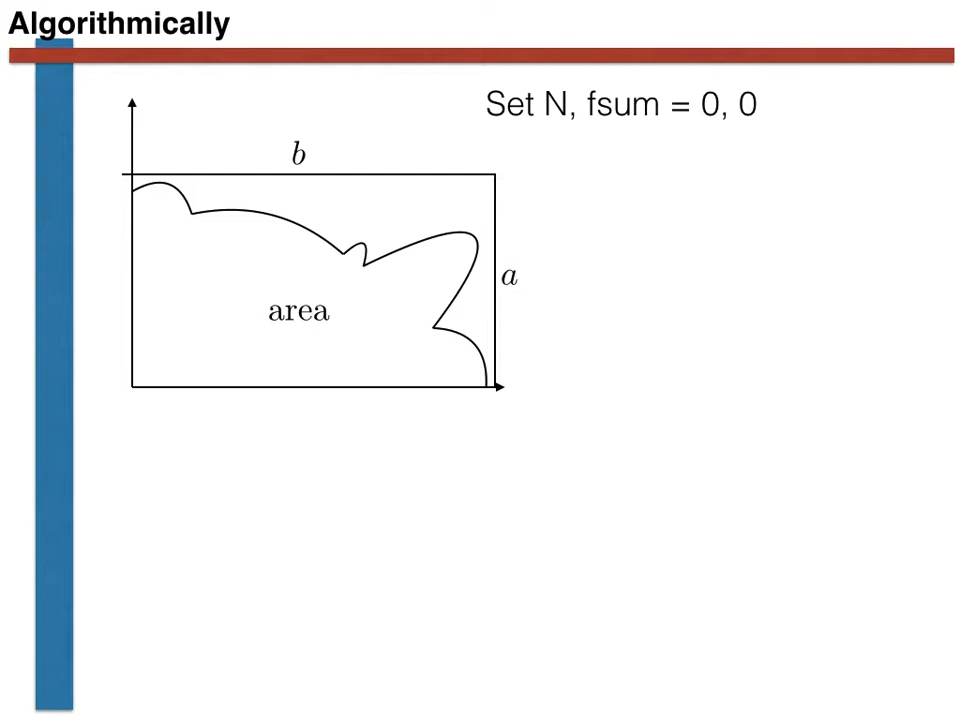 Algorithmically
Set N, fsum = 0, 0
b
a
area